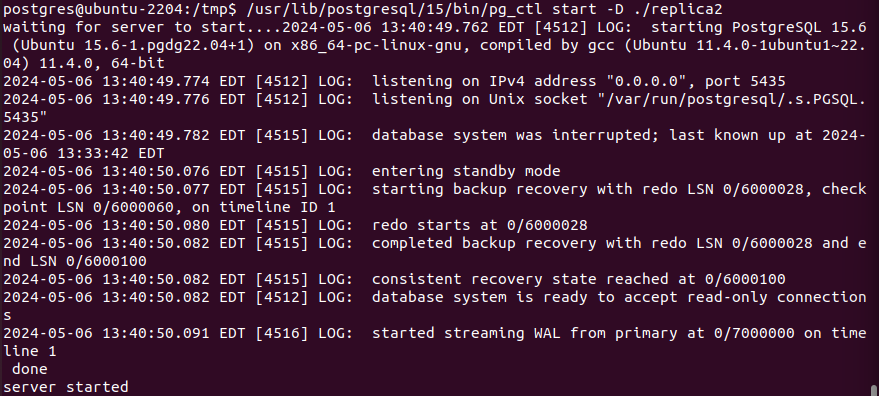 postgres@ubuntu-2204:/tmp$ /usr/lib/postgresql/15/bin/pg_ctl start -D ./replica2
waiting for server to start....2024-05-06 13:40:49.762 EDT [4512] LOG:  starting PostgreSQL 15.6
 (Ubuntu 15.6-1.pgdg22.04+1) on x86_64-pc-linux-gnu, compiled by gcc (Ubuntu 11.4.0-1ubuntu1~22.
04) 11.4.0, 64-bit
2024-05-06 13:40:49.774 EDT [4512] LOG:  listening on IPv4 address "0.0.0.0", port 5435
2024-05-06 13:40:49.776 EDT [4512] LOG:  listening on Unix socket "/var/run/postgresql/.s.PGSQL.
5435"
2024-05-06 13:40:49.782 EDT [4515] LOG:  database system was interrupted; last known up at 2024-
05-06 13:33:42 EDT
2024-05-06 13:40:50.076 EDT [4515] LOG:  entering standby mode
2024-05-06 13:40:50.077 EDT [4515] LOG:  starting backup recovery with redo LSN 0/6000028, check
point LSN 0/6000060, on timeline ID 1
2024-05-06 13:40:50.080 EDT [4515] LOG:  redo starts at 0/6000028
2024-05-06 13:40:50.082 EDT [4515] LOG:  completed backup recovery with redo LSN 0/6000028 and e
nd LSN 0/6000100
2024-05-06 13:40:50.082 EDT [4515] LOG:  consistent recovery state reached at 0/6000100
2024-05-06 13:40:50.082 EDT [4512] LOG:  database system is ready to accept read-only connection
s
2024-05-06 13:40:50.091 EDT [4516] LOG:  started streaming WAL from primary at 0/7000000 on time
line 1
 done
server started